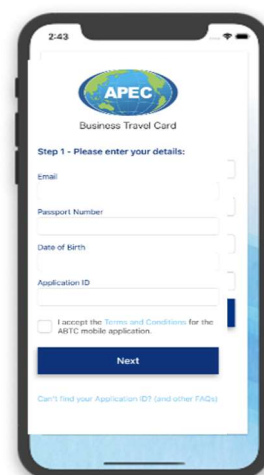 2:43
APEC
Business Travel Card
Step 1 - Please enter your details:
Email
Passport Number
Date of Birth
Application ID
I accept the Terms and Conditions for the
ABTC mobile application.
Next
Can't find your Application ID? (and other FAQs)